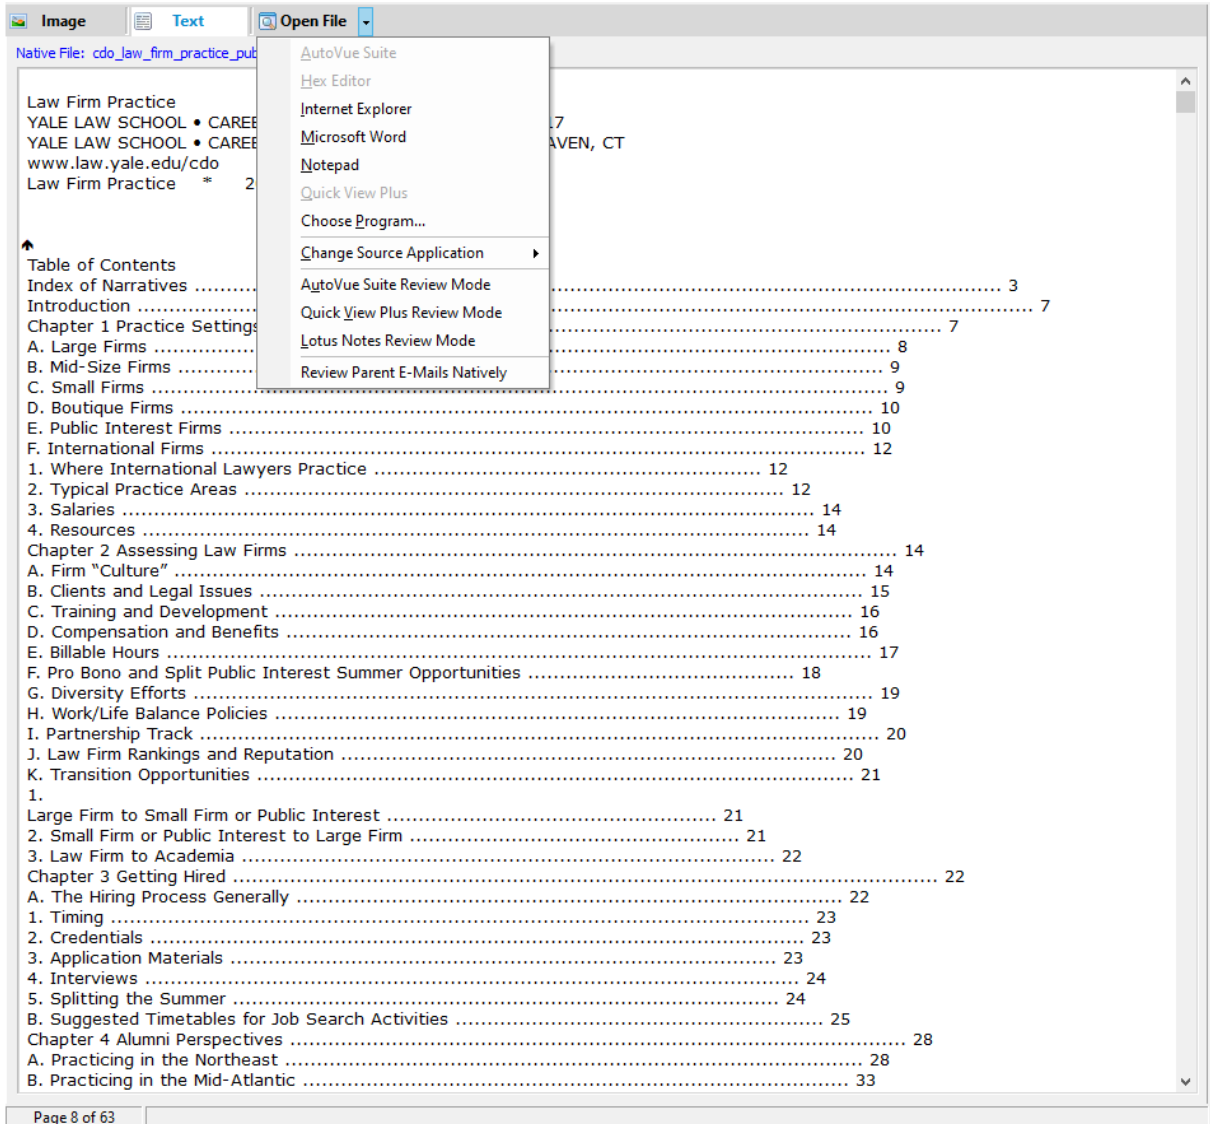 Image Text Open File
Native File: cdo_law_firm_practice_pub
AutoVue Suite
Hex Editor
Internet Explorer
Microsoft Word
Notepad
Quick View Plus
Choose Program...
Change Source Application
AutoVue Suite Review Mode
Quick View Plus Review Mode
Lotus Notes Review Mode
Review Parent E-Mails Natively
Law Firm Practice
YALE LAW SCHOOL • CAREE 17
YALE LAW SCHOOL • CAREE AVEN, CT
www.law.yale.edu/cdo
Law Firm Practice * 2
Table of Contents
Index of Narratives ........ 3
Introduction ........ 7
Chapter 1 Practice Settings ........ 7
A. Large Firms ........ 8
B. Mid-Size Firms ........ 9
C. Small Firms ........ 9
D. Boutique Firms ........ 10
E. Public Interest Firms ........ 10
F. International Firms ........ 12
1. Where International Lawyers Practice ........ 12
2. Typical Practice Areas ........ 12
3. Salaries ........ 14
4. Resources ........ 14
Chapter 2 Assessing Law Firms ........ 14
A. Firm “Culture” ........ 14
B. Clients and Legal Issues ........ 15
C. Training and Development ........ 16
D. Compensation and Benefits ........ 16
E. Billable Hours ........ 17
F. Pro Bono and Split Public Interest Summer Opportunities ........ 18
G. Diversity Efforts ........ 19
H. Work/Life Balance Policies ........ 19
I. Partnership Track ........ 20
J. Law Firm Rankings and Reputation ........ 20
K. Transition Opportunities ........ 21
1.
Large Firm to Small Firm or Public Interest ........ 21
2. Small Firm or Public Interest to Large Firm ........ 21
3. Law Firm to Academia ........ 22
Chapter 3 Getting Hired ........ 22
A. The Hiring Process Generally ........ 22
1. Timing ........ 23
2. Credentials ........ 23
3. Application Materials ........ 23
4. Interviews ........ 24
5. Splitting the Summer ........ 24
B. Suggested Timetables for Job Search Activities ........ 25
Chapter 4 Alumni Perspectives ........ 28
A. Practicing in the Northeast ........ 28
B. Practicing in the Mid-Atlantic ........ 33
Page 8 of 63